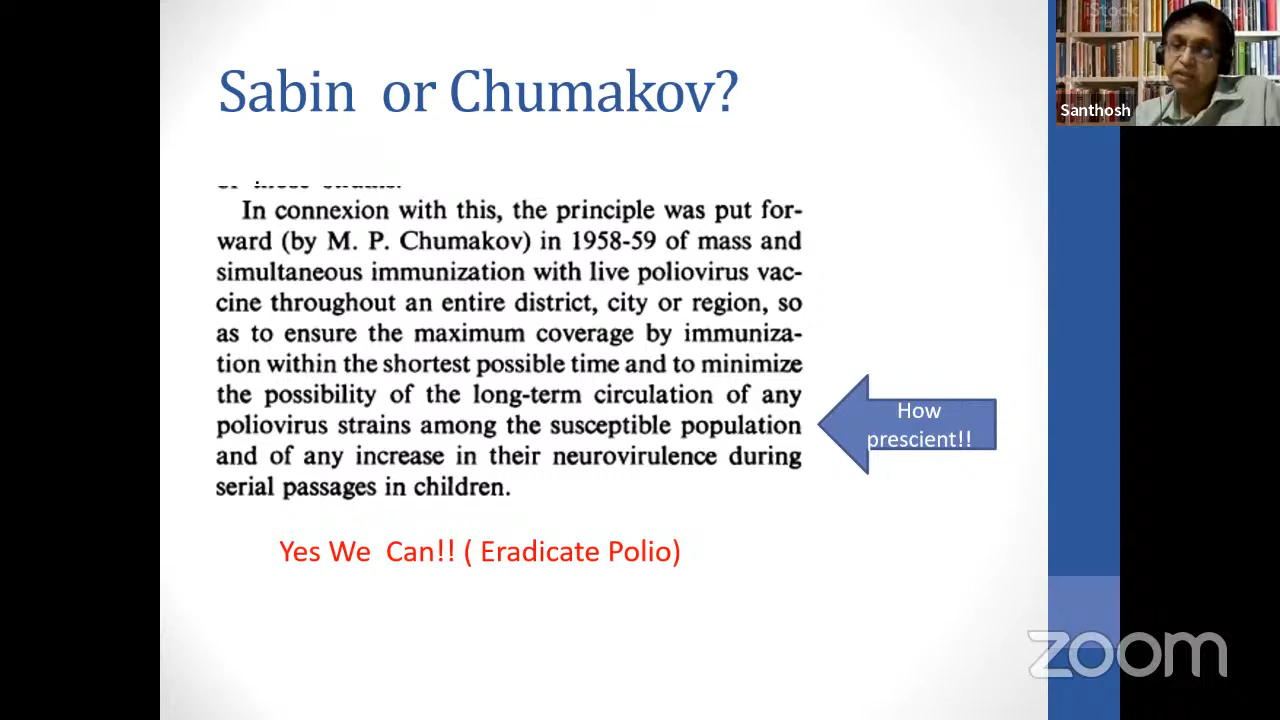 Sabin or Chumakov?
In connexion with this, the principle was put for-
ward (by M. P. Chumakov) in 1958-59 of mass and
simultaneous immunization with live poliovirus vac-
cine throughout an entire district, city or region, so
as to ensure the maximum coverage by immuniza-
tion within the shortest possible time and to minimize
the possibility of the long-term circulation of any
poliovirus strains among the susceptible population
and of any increase in their neurovirulence during
serial passages in children.
How
prescient!!
Yes We Can!! ( Eradicate Polio)
iStock
Santhosh
zoom